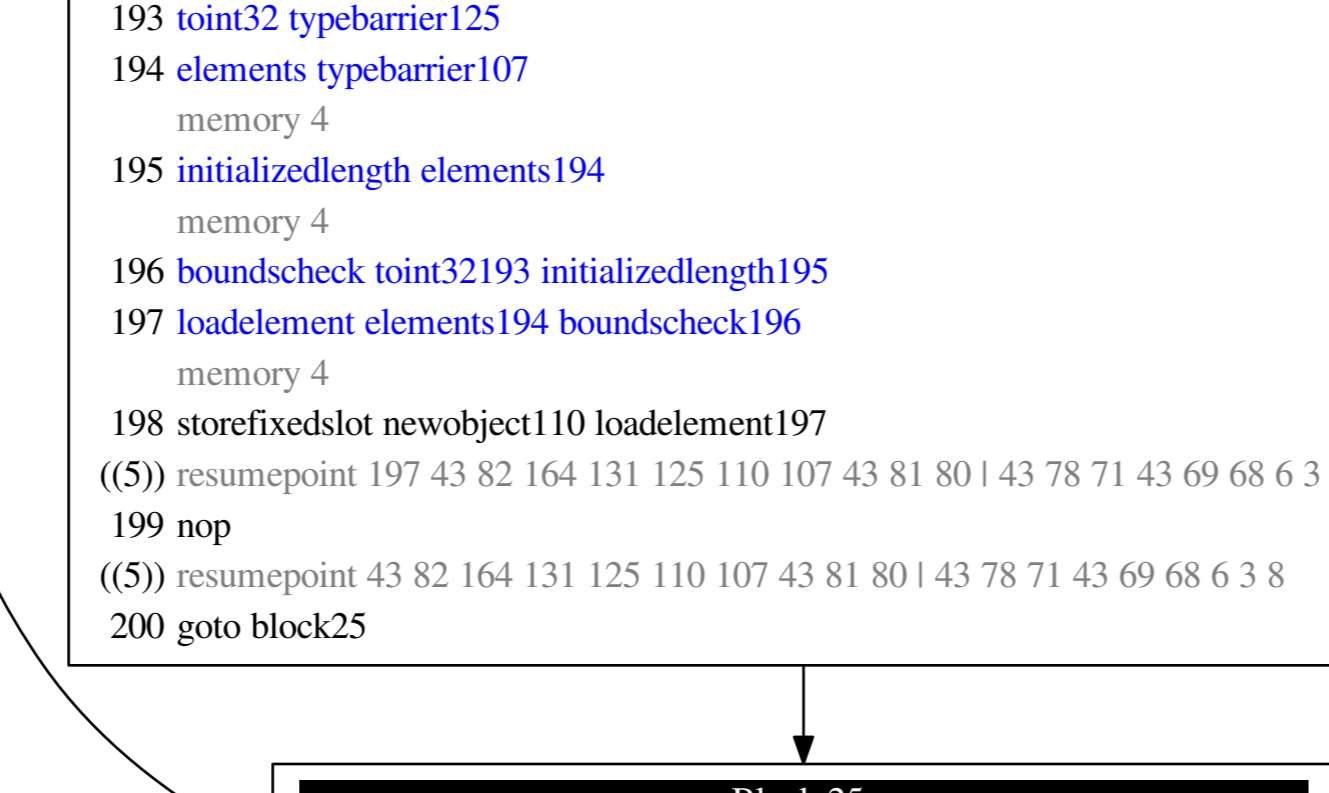 193 toint32 typebarrier125
194 elements typebarrier107
memory 4
195 initializedlength elements194
memory 4
196 boundscheck toint32193 initializedlength195
197 loadelement elements194 boundscheck196
memory 4
198 storefixedslot newobject110 loadelement197
((5)) resumepoint 197 43 82 164 131 125 110 107 43 81 80 | 43 78 71 43 69 68 6 3
199 nop
((5)) resumepoint 43 82 164 131 125 110 107 43 81 80 | 43 78 71 43 69 68 6 3 8
200 goto block25
Block 25